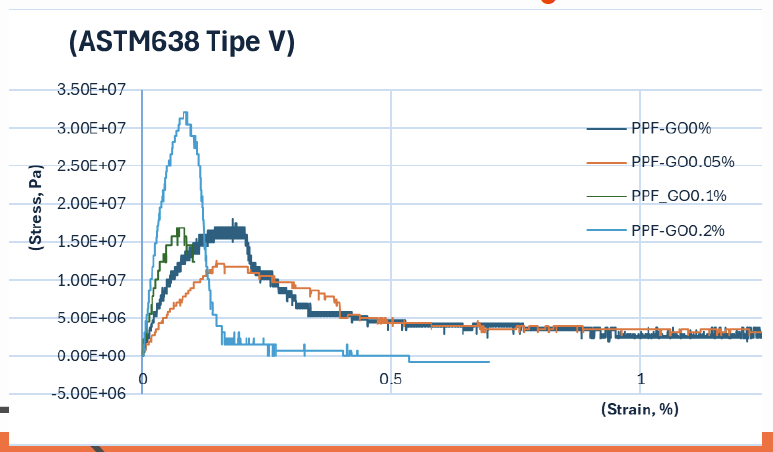 (ASTM638 Tipe V)
3.50E+07
3.00E+07
2.50E+07
2.00E+07
1.50E+07
1.00E+07
5.00E+06
0.00E+00
-5.00E+06
(Stress, Pa)
PPF-GO0%
PPF-GO0.05%
PPF_GO0.1%
PPF-GO0.2%
0
0.5
1
(Strain, %)